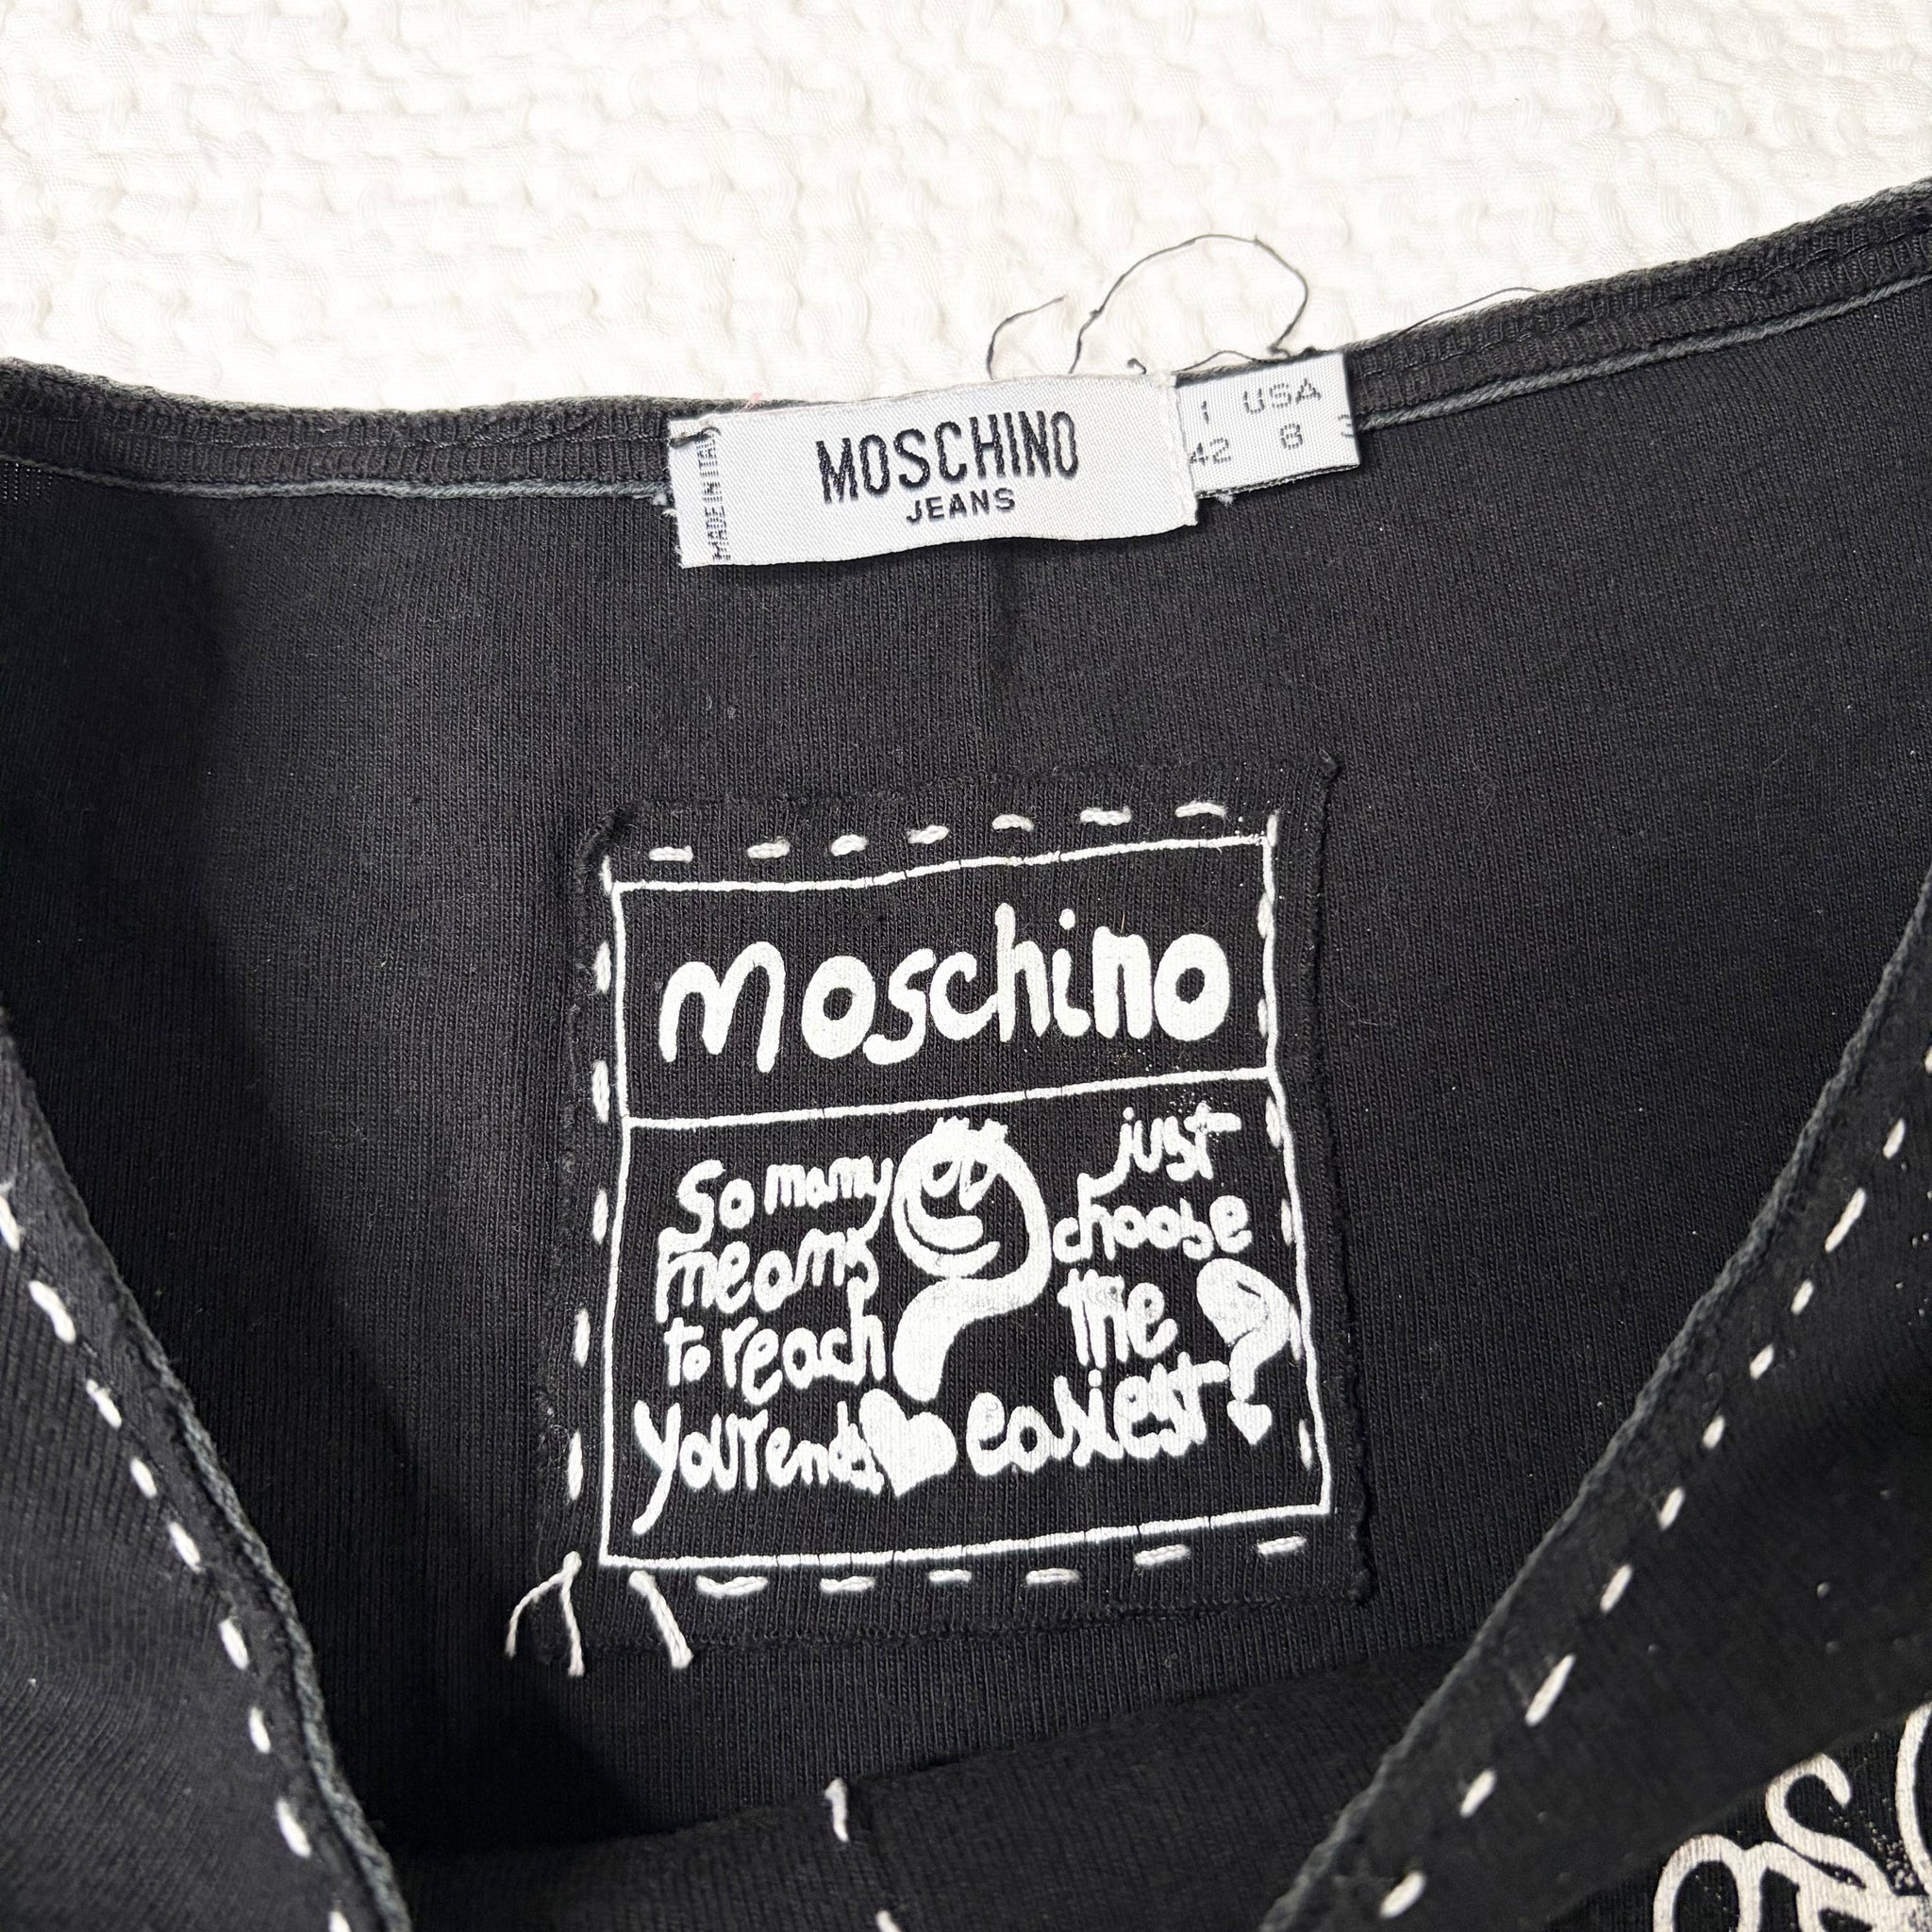 MOSCHINO
JEANS
MADE IN ITALY
I USA
42 8
Moschino
So many
means
to reach
your ends
just
choose
the
easiest